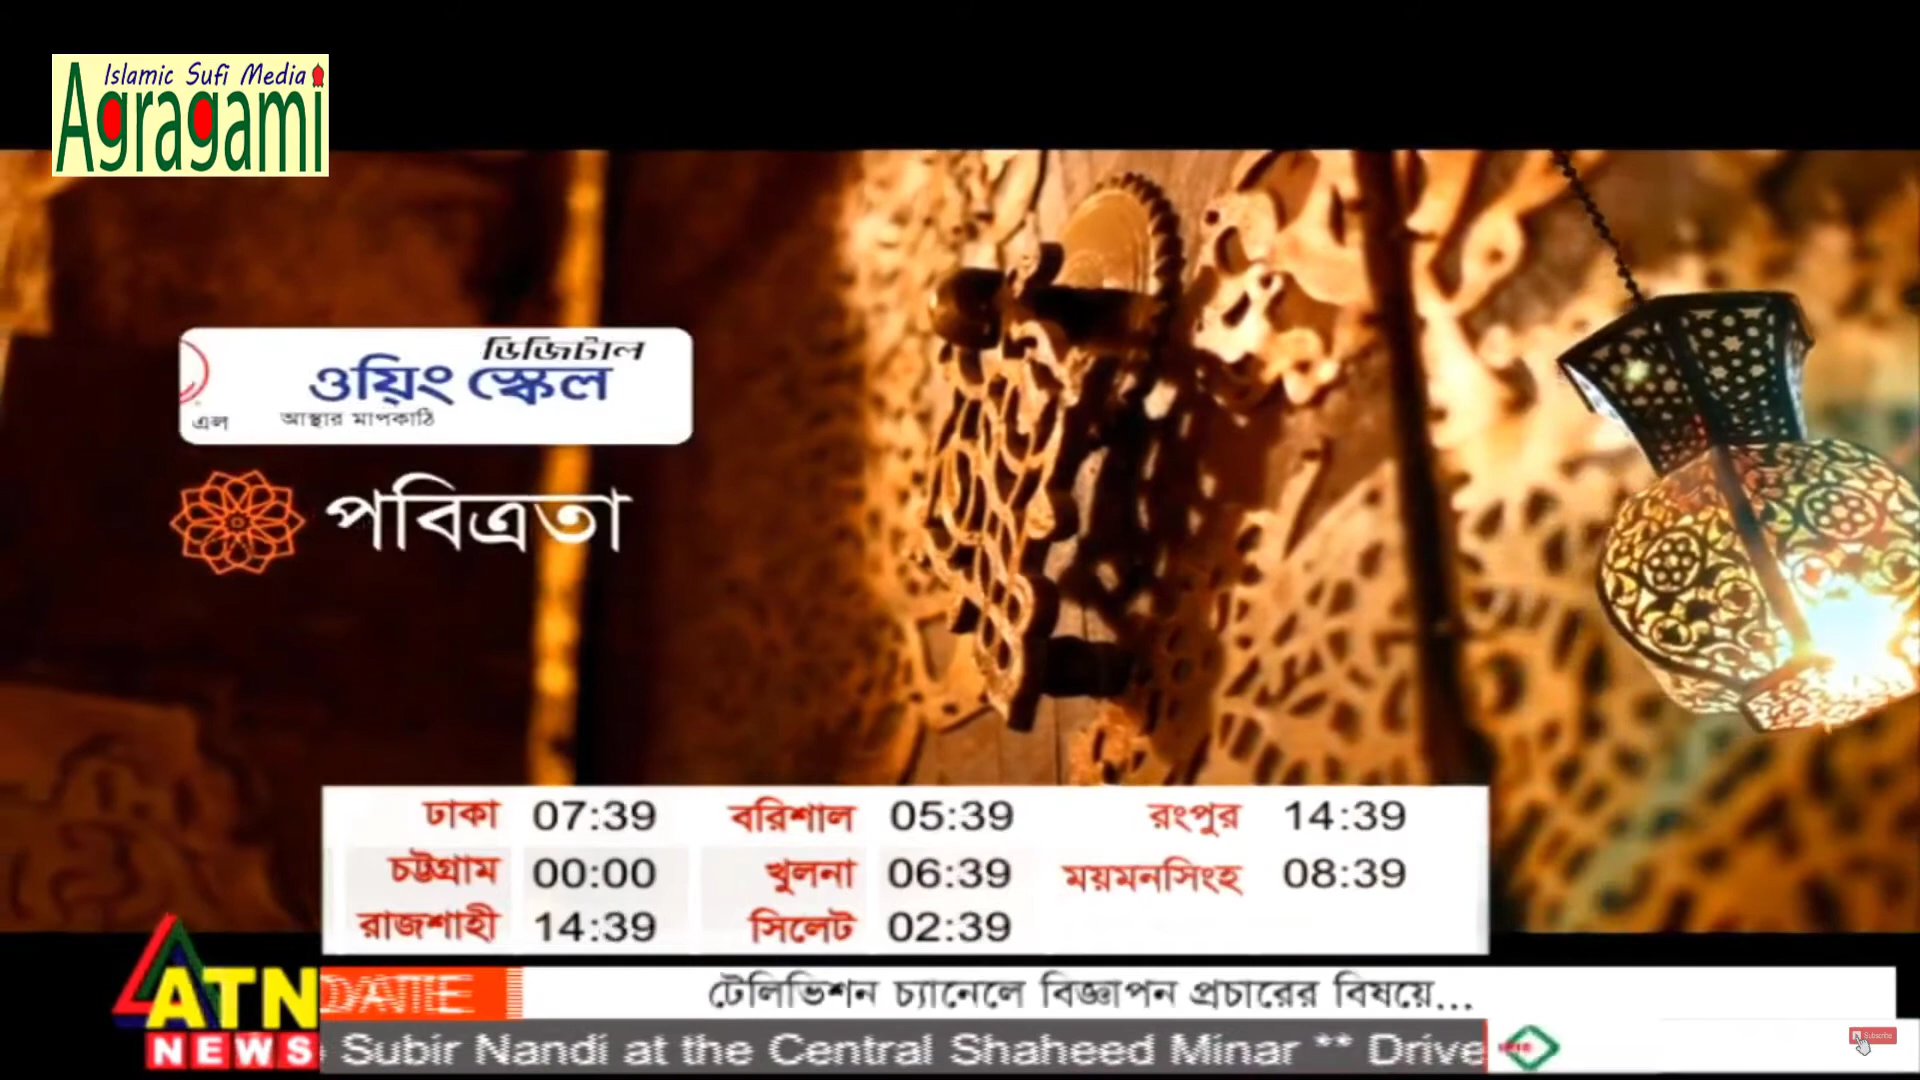 Islamic Sufi Media
Agragami
ডিজিটাল
ওয়িং স্কেল
এল আস্থার মাপকাঠি
পবিত্রতা
ঢাকা 07:39 বরিশাল 05:39 রংপুর 14:39
চট্টগ্রাম 00:00 খুলনা 06:39 ময়মনসিংহ 08:39
রাজশাহী 14:39 সিলেট 02:39
ATN
NEWS
DATE টেলিভিশন চ্যানেলে বিজ্ঞাপন প্রচারের বিষয়ে...
Subir Nandi at the Central Shaheed Minar ** Drive
Subscribe